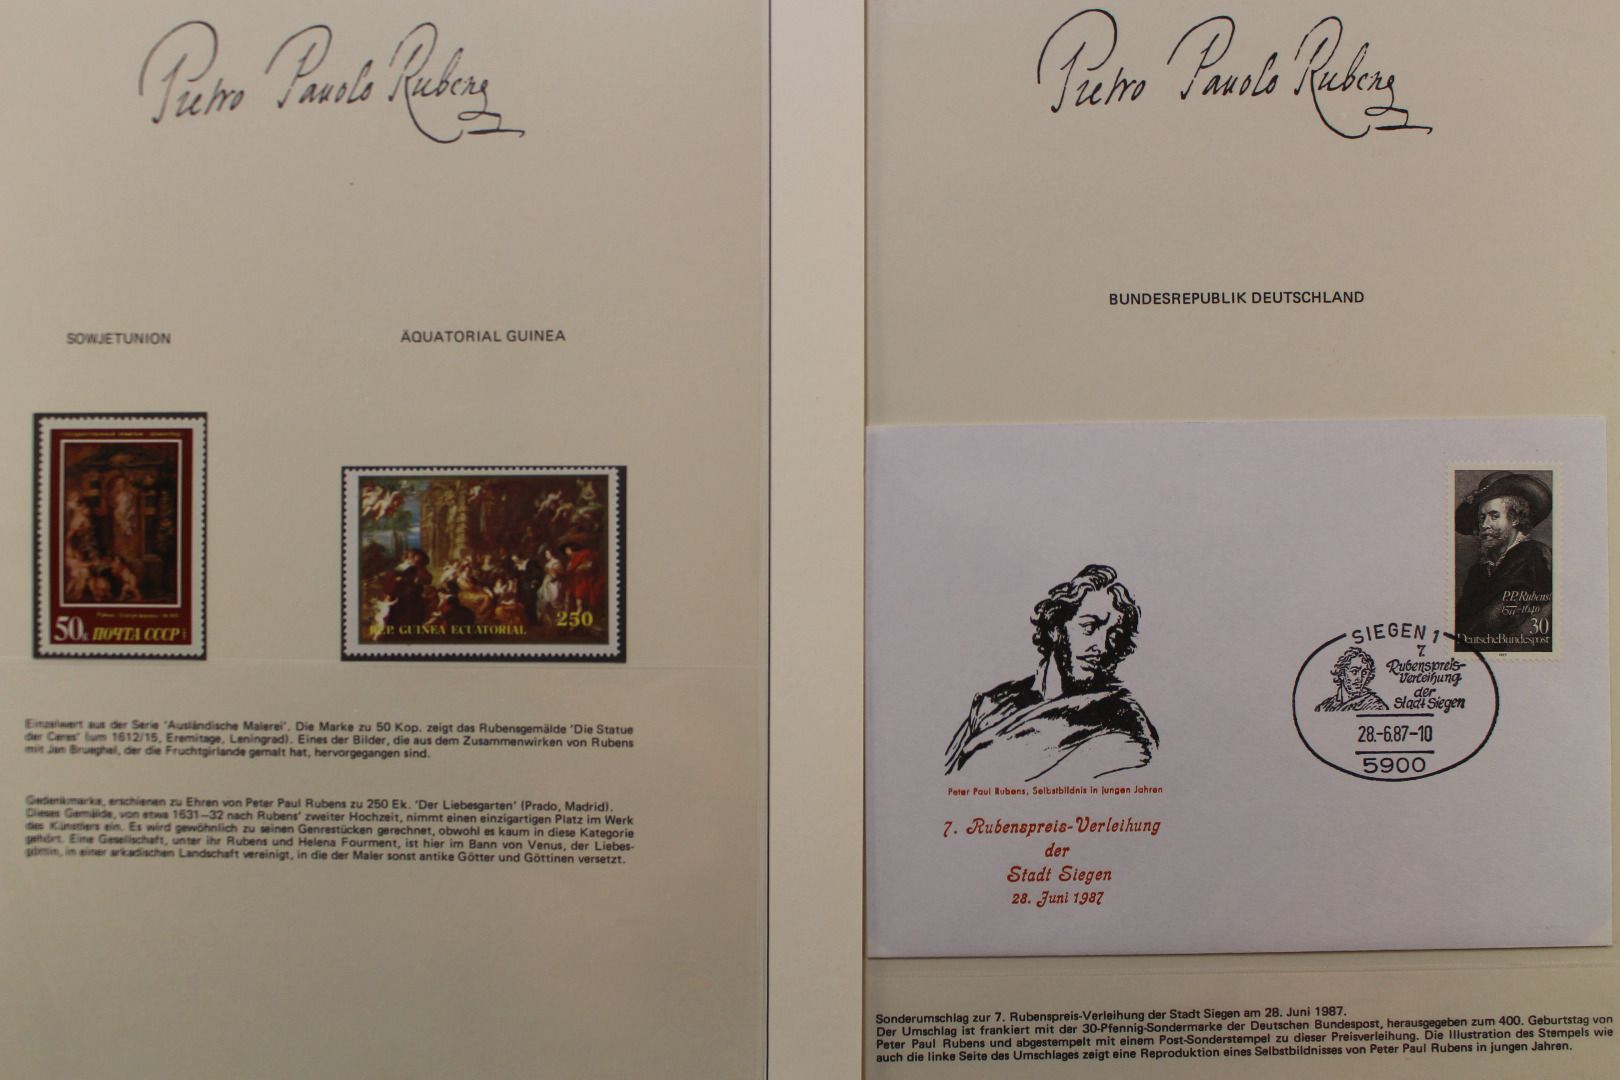 Pietro Pauolo Rubens
SOWJETUNION
ÄQUATORIAL GUINEA
50к ПОЧТА СССР
250
REP. GUINEA ECUATORIAL
Einzelwert aus der Serie 'Ausländische Malerei'. Die Marke zu 50 Kop. zeigt das Rubensgemälde 'Die Statue
der Ceres' (um 1612/15, Eremitage, Leningrad). Eines der Bilder, die aus dem Zusammenwirken von Rubens
mit Jan Brueghel, der die Fruchtgirlande gemalt hat, hervorgegangen sind.
Gedenkmarke, erschienen zu Ehren von Peter Paul Rubens zu 250 Ek. 'Der Liebesgarten' (Prado, Madrid).
Dieses Gemälde, von etwa 1631–32 nach Rubens' zweiter Hochzeit, nimmt einen einzigartigen Platz im Werk
des Künstlers ein. Es wird gewöhnlich zu seinen Genrestücken gerechnet, obwohl es kaum in diese Kategorie
gehört. Eine Gesellschaft, unter ihr Rubens und Helena Fourment, ist hier im Bann von Venus, der Liebes-
göttin, in einer arkadischen Landschaft vereinigt, in die der Maler sonst antike Götter und Göttinen versetzt.
Pietro Pauolo Rubens
BUNDESREPUBLIK DEUTSCHLAND
P.P. Rubens
1577–1640
30
Deutsche Bundespost
SIEGEN 1
7.
Rubenspreis-
Verleihung
der
Stadt Siegen
28.-6.87-10
5900
Peter Paul Rubens, Selbstbildnis in jungen Jahren
7. Rubenspreis-Verleihung
der
Stadt Siegen
28. Juni 1987
Sonderumschlag zur 7. Rubenspreis-Verleihung der Stadt Siegen am 28. Juni 1987.
Der Umschlag ist frankiert mit der 30-Pfennig-Sondermarke der Deutschen Bundespost, herausgegeben zum 400. Geburtstag von
Peter Paul Rubens und abgestempelt mit einem Post-Sonderstempel zu dieser Preisverleihung. Die Illustration des Stempels wie
auch die linke Seite des Umschlages zeigt eine Reproduktion eines Selbstbildnisses von Peter Paul Rubens in jungen Jahren.